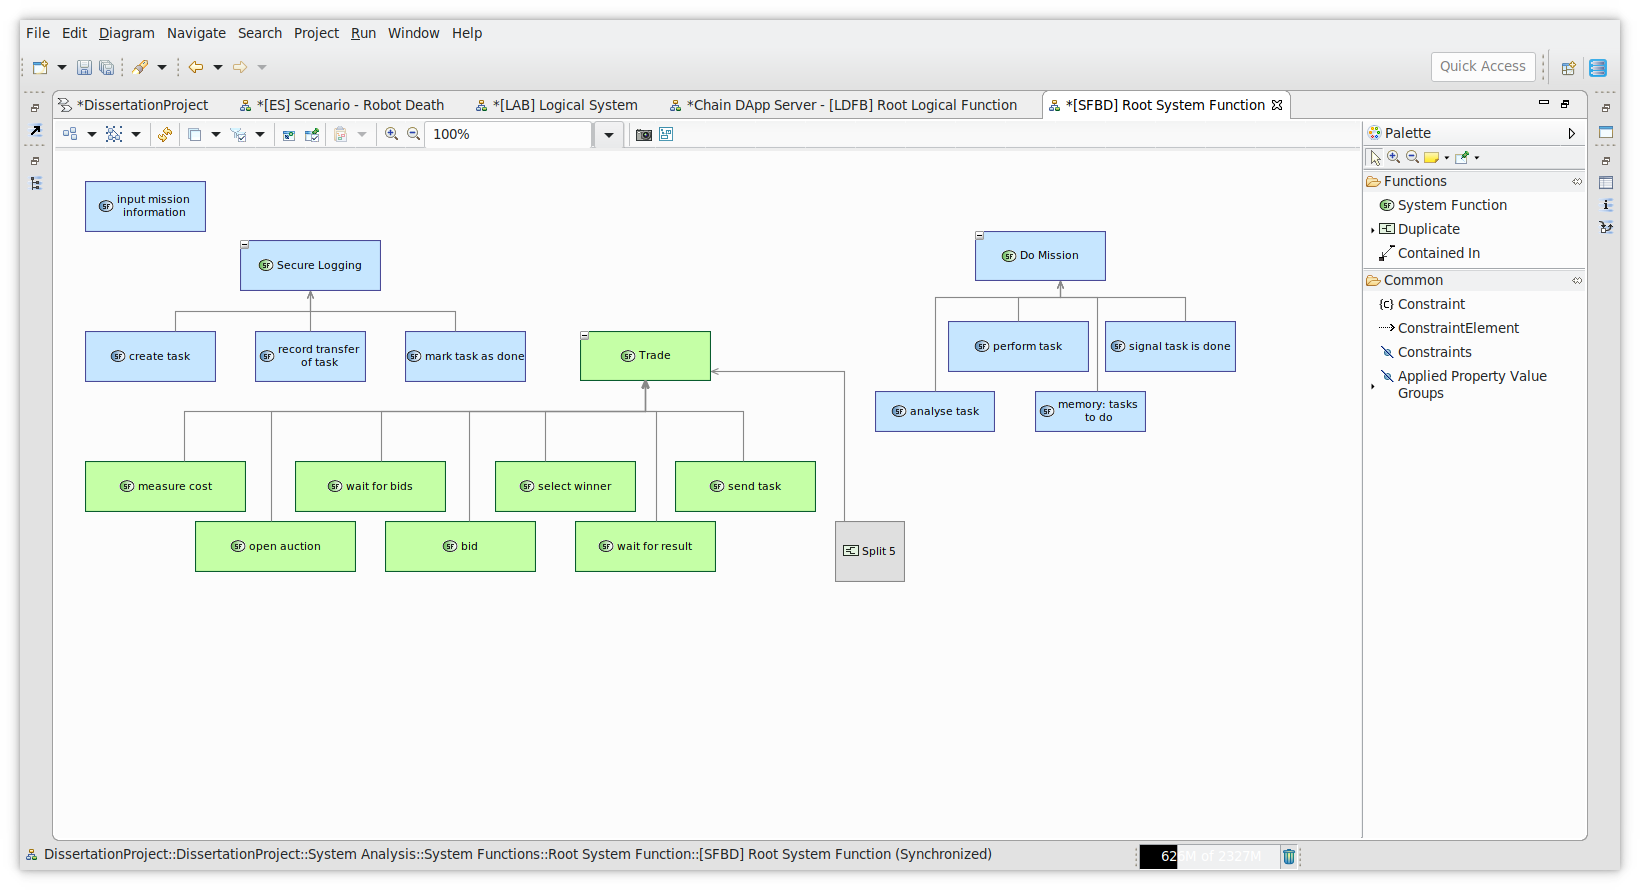 File Edit Diagram Navigate Search Project Run Window Help
Quick Access
*DissertationProject *[ES] Scenario - Robot Death *[LAB] Logical System *Chain DApp Server - [LDFB] Root Logical Function *[SFBD] Root System Function
100%
Palette
Functions
System Function
Duplicate
Contained In
Common
Constraint
ConstraintElement
Constraints
Applied Property Value
Groups
input mission
information
Secure Logging
Do Mission
create task
record transfer
of task
mark task as done
Trade
perform task
signal task is done
analyse task
memory: tasks
to do
measure cost
wait for bids
select winner
send task
open auction
bid
wait for result
Split 5
DissertationProject::DissertationProject::System Analysis::System Functions::Root System Function::[SFBD] Root System Function (Synchronized)
625M of 2327M